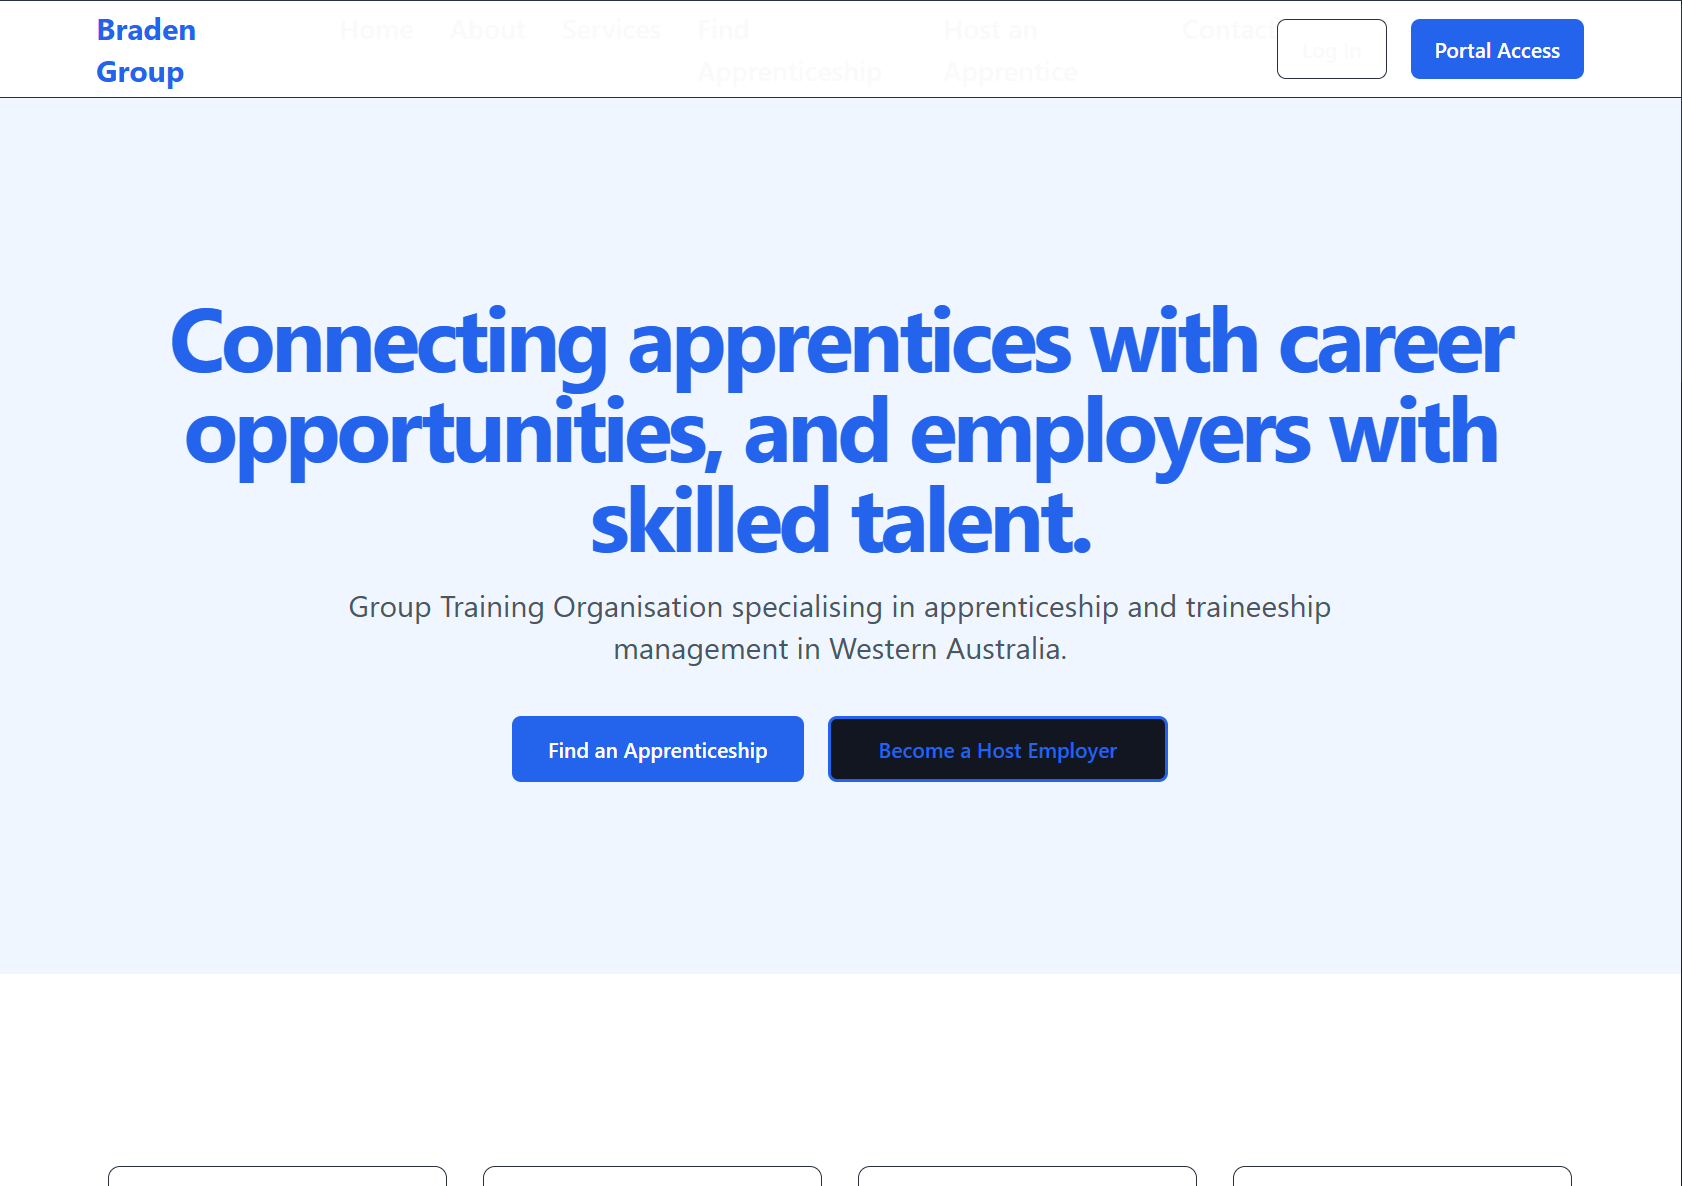 Braden
Group
Home
About
Services
Find
Apprenticeship
Host an
Apprentice
Contact
Log In
Portal Access
Connecting apprentices with career
opportunities, and employers with
skilled talent.
Group Training Organisation specialising in apprenticeship and traineeship
management in Western Australia.
Find an Apprenticeship
Become a Host Employer